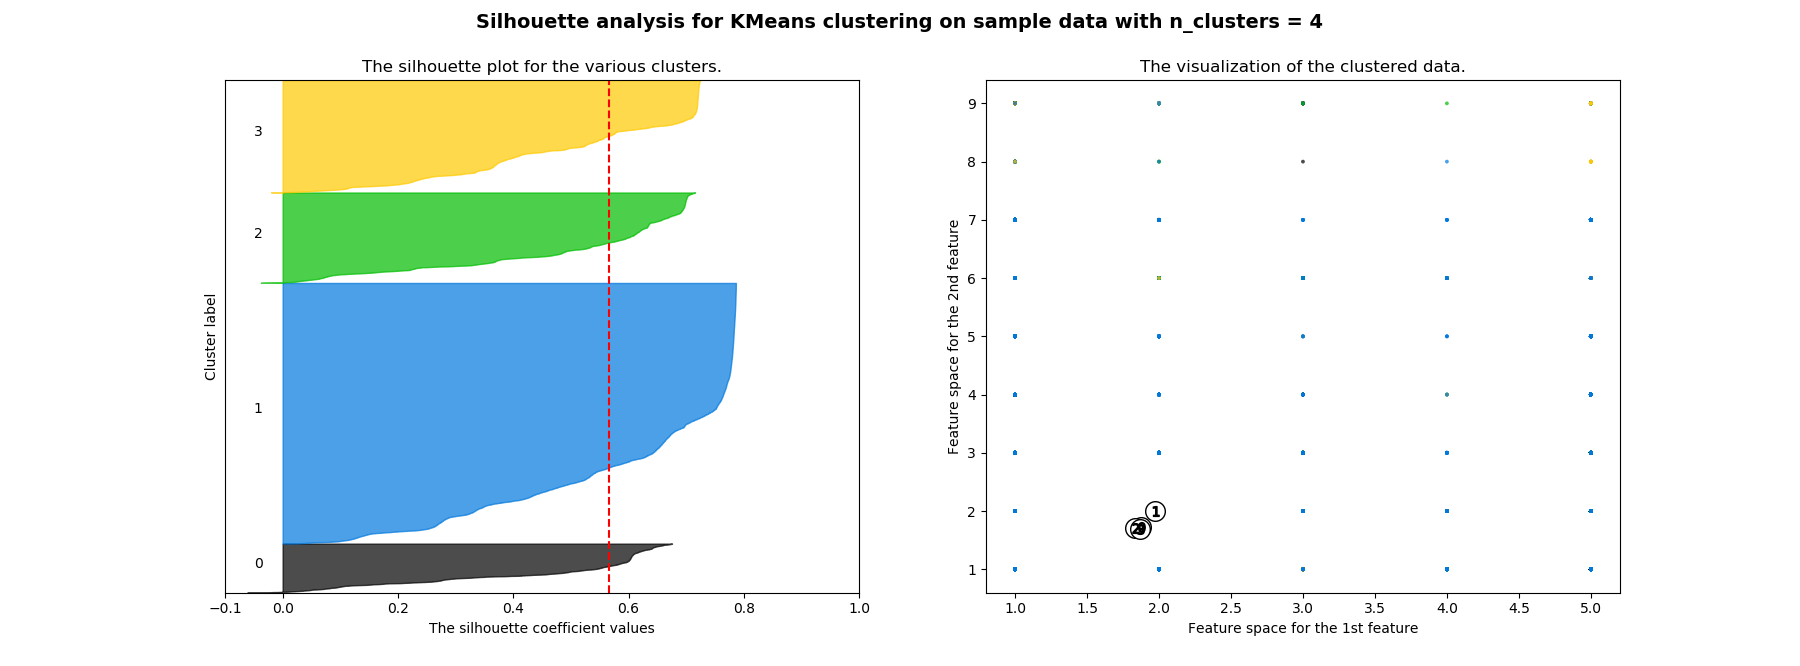 Silhouette analysis for KMeans clustering on sample data with n_clusters = 4
The silhouette plot for the various clusters.
3
2
1
0
Cluster label
−0.1 0.0 0.2 0.4 0.6 0.8 1.0
The silhouette coefficient values
The visualization of the clustered data.
9
8
7
6
5
4
3
2
1
Feature space for the 2nd feature
1
2
1.0 1.5 2.0 2.5 3.0 3.5 4.0 4.5 5.0
Feature space for the 1st feature